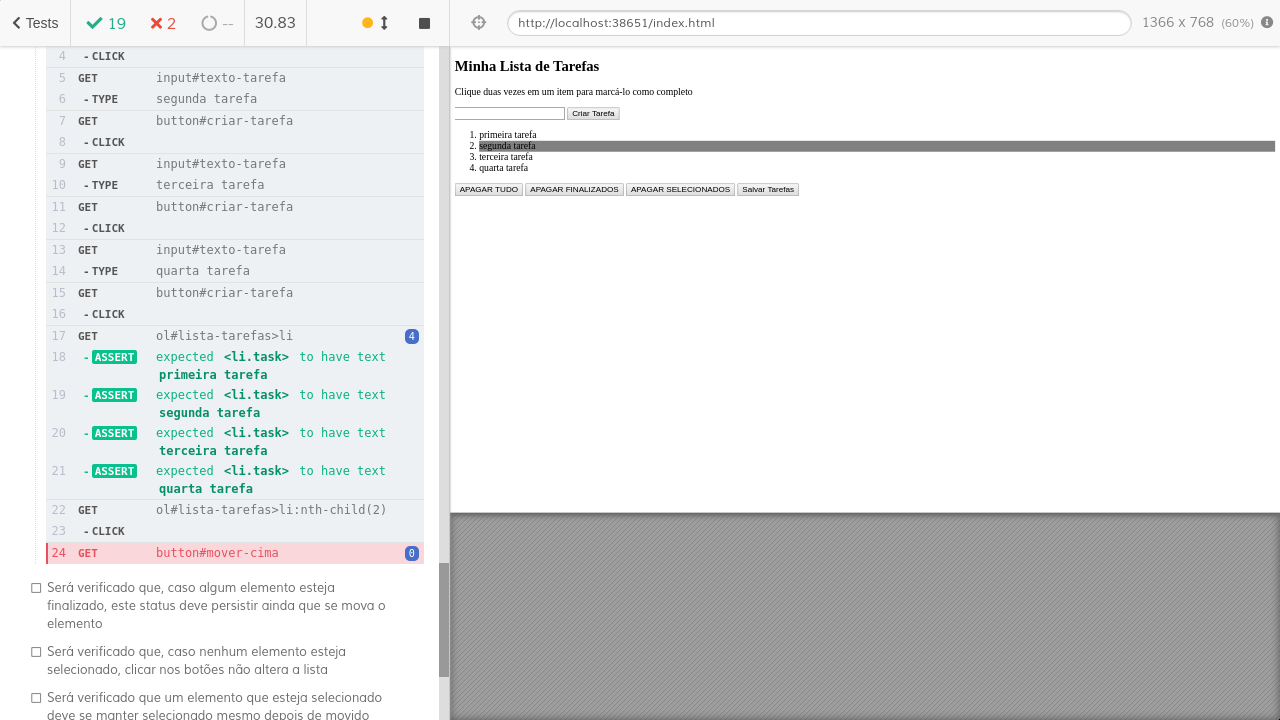 Tests 19 2 -- 30.83
http://localhost:38651/index.html 1366 x 768 (60%)
4 - CLICK
5 GET input#texto-tarefa
6 - TYPE segunda tarefa
7 GET button#criar-tarefa
8 - CLICK
9 GET input#texto-tarefa
10 - TYPE terceira tarefa
11 GET button#criar-tarefa
12 - CLICK
13 GET input#texto-tarefa
14 - TYPE quarta tarefa
15 GET button#criar-tarefa
16 - CLICK
17 GET ol#lista-tarefas>li 4
18 - ASSERT expected <li.task> to have text
primeira tarefa
19 - ASSERT expected <li.task> to have text
segunda tarefa
20 - ASSERT expected <li.task> to have text
terceira tarefa
21 - ASSERT expected <li.task> to have text
quarta tarefa
22 GET ol#lista-tarefas>li:nth-child(2)
23 - CLICK
24 GET button#mover-cima 0
Será verificado que, caso algum elemento esteja
finalizado, este status deve persistir ainda que se mova o
elemento
Será verificado que, caso nenhum elemento esteja
selecionado, clicar nos botões não altera a lista
Será verificado que um elemento que esteja selecionado
deve se manter selecionado mesmo depois de movido
Minha Lista de Tarefas
Clique duas vezes em um item para marcá-lo como completo
Criar Tarefa
1. primeira tarefa
2. segunda tarefa
3. terceira tarefa
4. quarta tarefa
APAGAR TUDO APAGAR FINALIZADOS APAGAR SELECIONADOS Salvar Tarefas